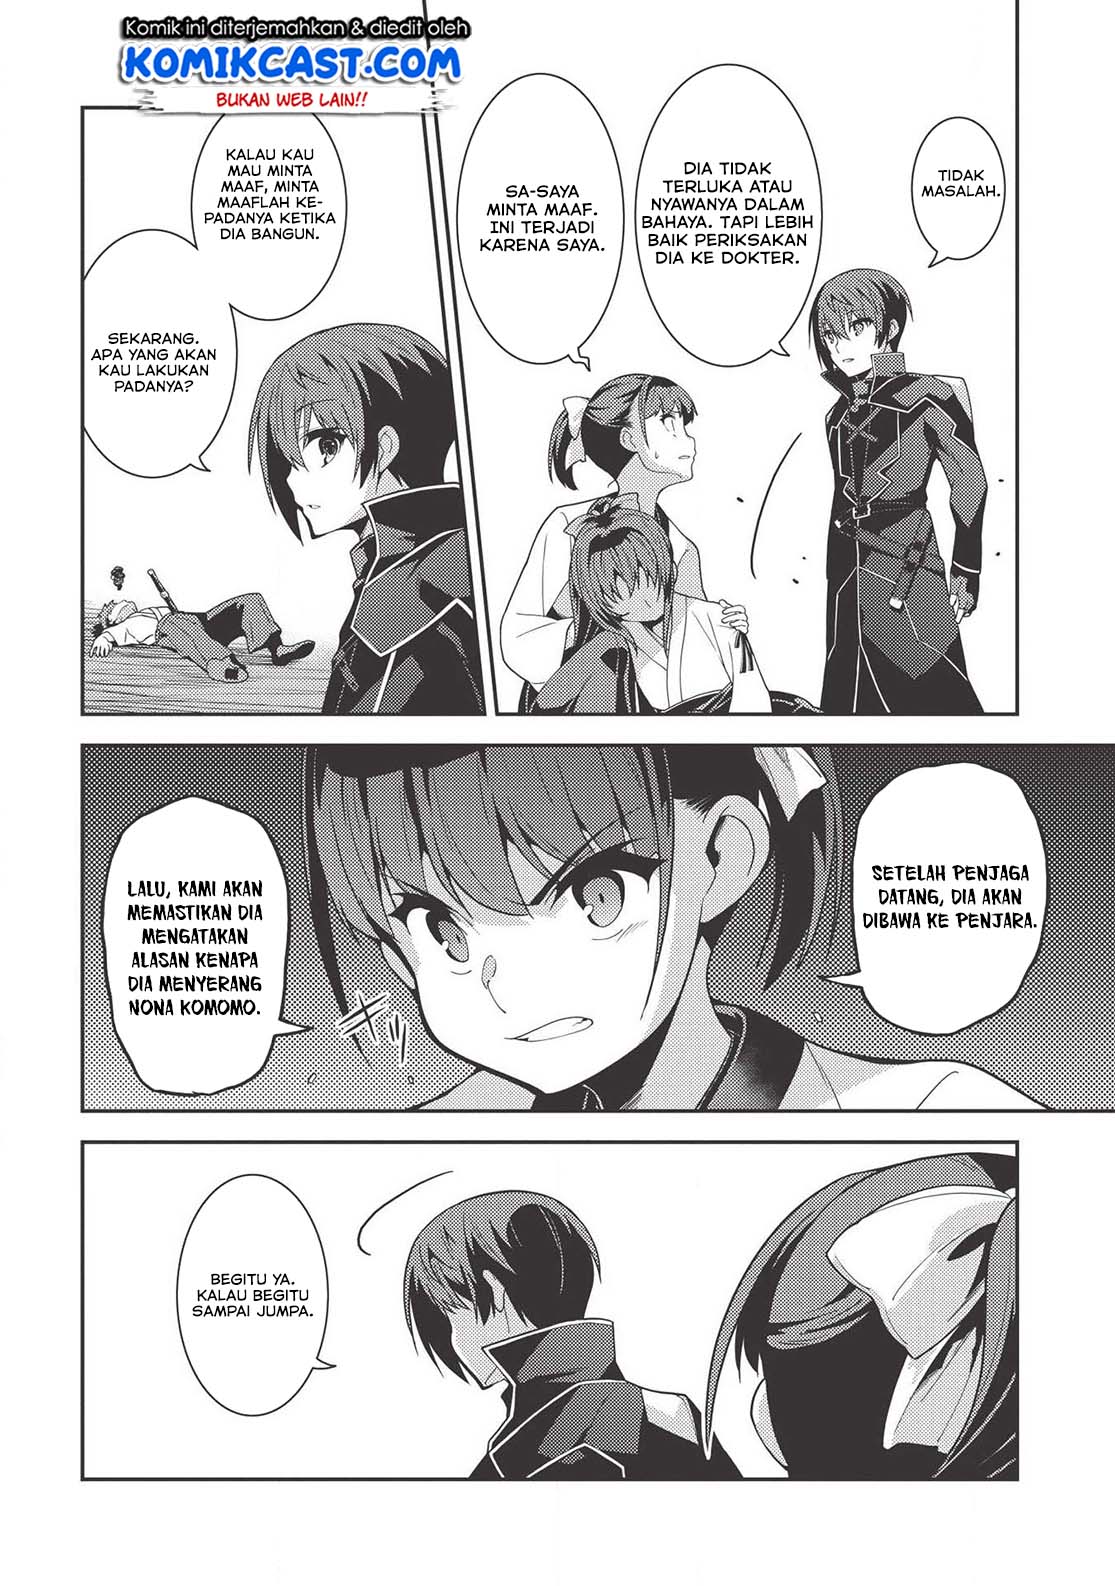 Komik ini diterjemahkan & diedit oleh
KOMIKCAST.COM
BUKAN WEB LAIN!!
TIDAK
MASALAH.
DIA TIDAK
TERLUKA ATAU
NYAWANYA DALAM
BAHAYA. TAPI LEBIH
BAIK PERIKSAKAN
DIA KE DOKTER.
SA-SAYA
MINTA MAAF.
INI TERJADI
KARENA SAYA.
KALAU KAU
MAU MINTA
MAAF, MINTA
MAAFLAH KE-
PADANYA KETIKA
DIA BANGUN.
SEKARANG.
APA YANG AKAN
KAU LAKUKAN
PADANYA?
SETELAH PENJAGA
DATANG, DIA AKAN
DIBAWA KE PENJARA.
LALU, KAMI AKAN
MEMASTIKAN DIA
MENGATAKAN
ALASAN KENAPA
DIA MENYERANG
NONA KOMOMO.
BEGITU YA.
KALAU BEGITU
SAMPAI JUMPA.